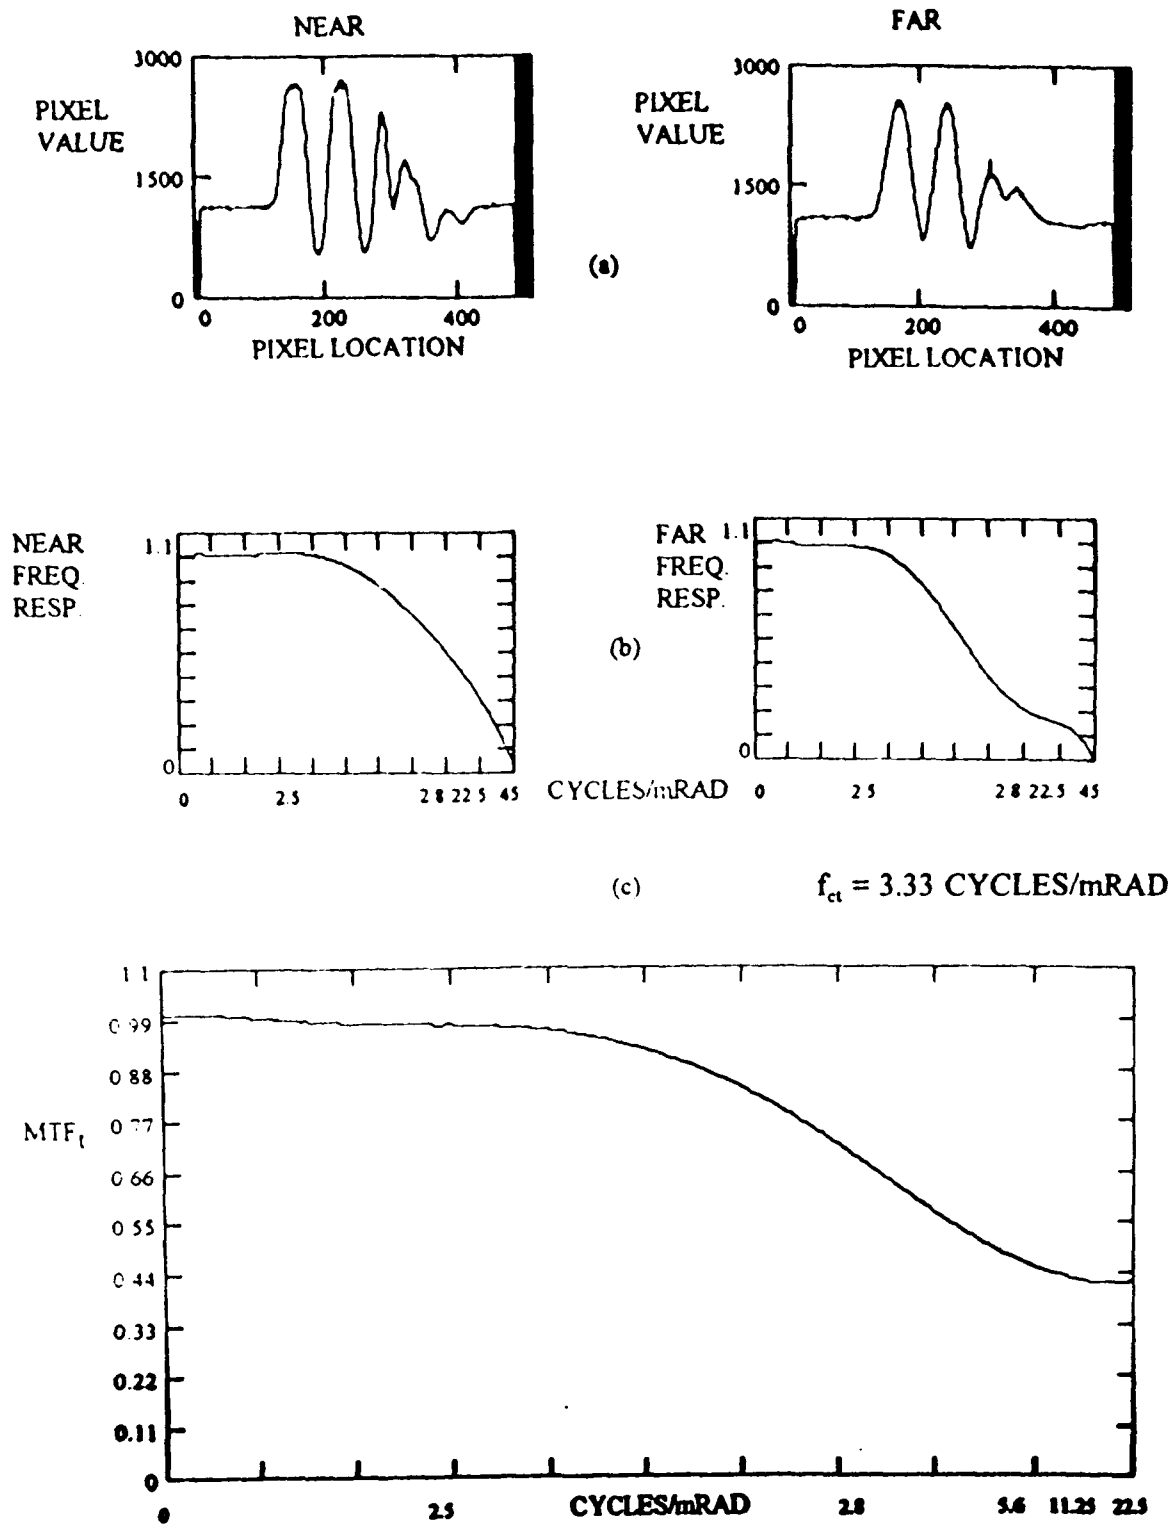 NEAR
3000
PIXEL
VALUE
1500
0
0 200 400
PIXEL LOCATION
FAR
3000
PIXEL
VALUE
1500
0
0 200 400
PIXEL LOCATION
(a)
NEAR
FREQ.
RESP.
1.1
0
0 2.5 2.8 22.5 45
CYCLES/mRAD
FAR
FREQ.
RESP.
1.1
0
0 2.5 2.8 22.5 45
(b)
(c)
f_ct = 3.33 CYCLES/mRAD
1.1
0.99
0.88
MTF_t
0.77
0.66
0.55
0.44
0.33
0.22
0.11
0
0 2.5 CYCLES/mRAD 2.8 5.6 11.25 22.5